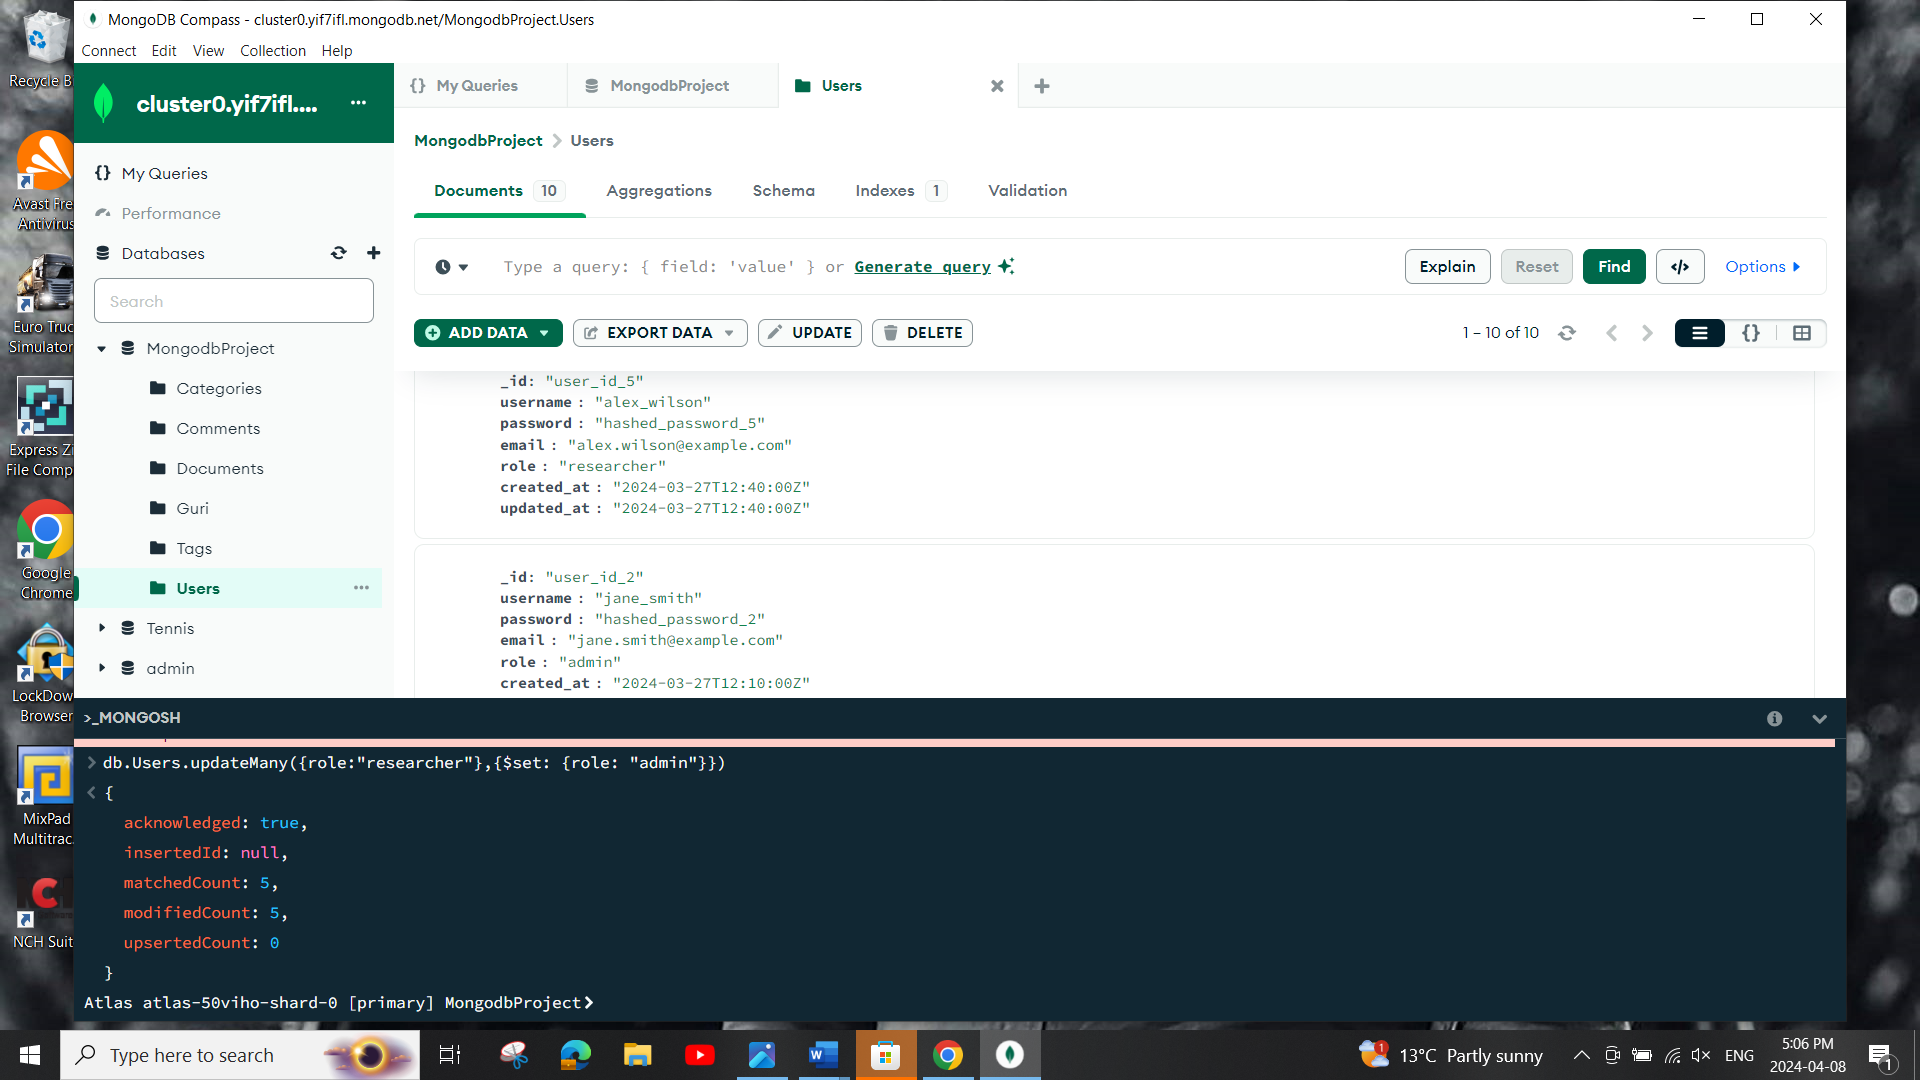 MongoDB Compass - cluster0.yif7ifl.mongodb.net/MongodbProject.Users
Connect Edit View Collection Help
Recycle B
Avast Fre
Antivirus
Euro Truc
Simulator
Express Zi
File Comp
Google
Chrome
LockDow
Browser
MixPad
Multitrac.
NCH Suit
cluster0.yif7ifl.... ...
{} My Queries
Performance
Databases
Search
MongodbProject
Categories
Comments
Documents
Guri
Tags
Users ...
Tennis
admin
{} My Queries
MongodbProject
Users
MongodbProject > Users
Documents 10 Aggregations Schema Indexes 1 Validation
Type a query: { field: 'value' } or Generate query
Explain Reset Find </> Options
ADD DATA EXPORT DATA UPDATE DELETE
1 – 10 of 10 {}
_id: "user_id_5"
username : "alex_wilson"
password : "hashed_password_5"
email : "alex.wilson@example.com"
role : "researcher"
created_at : "2024-03-27T12:40:00Z"
updated_at : "2024-03-27T12:40:00Z"
_id: "user_id_2"
username : "jane_smith"
password : "hashed_password_2"
email : "jane.smith@example.com"
role : "admin"
created_at : "2024-03-27T12:10:00Z"
>_MONGOSH
> db.Users.updateMany({role:"researcher"},{$set: {role: "admin"}})
< {
acknowledged: true,
insertedId: null,
matchedCount: 5,
modifiedCount: 5,
upsertedCount: 0
}
Atlas atlas-50viho-shard-0 [primary] MongodbProject>
Type here to search
1
13°C Partly sunny
ENG
5:06 PM
2024-04-08
1